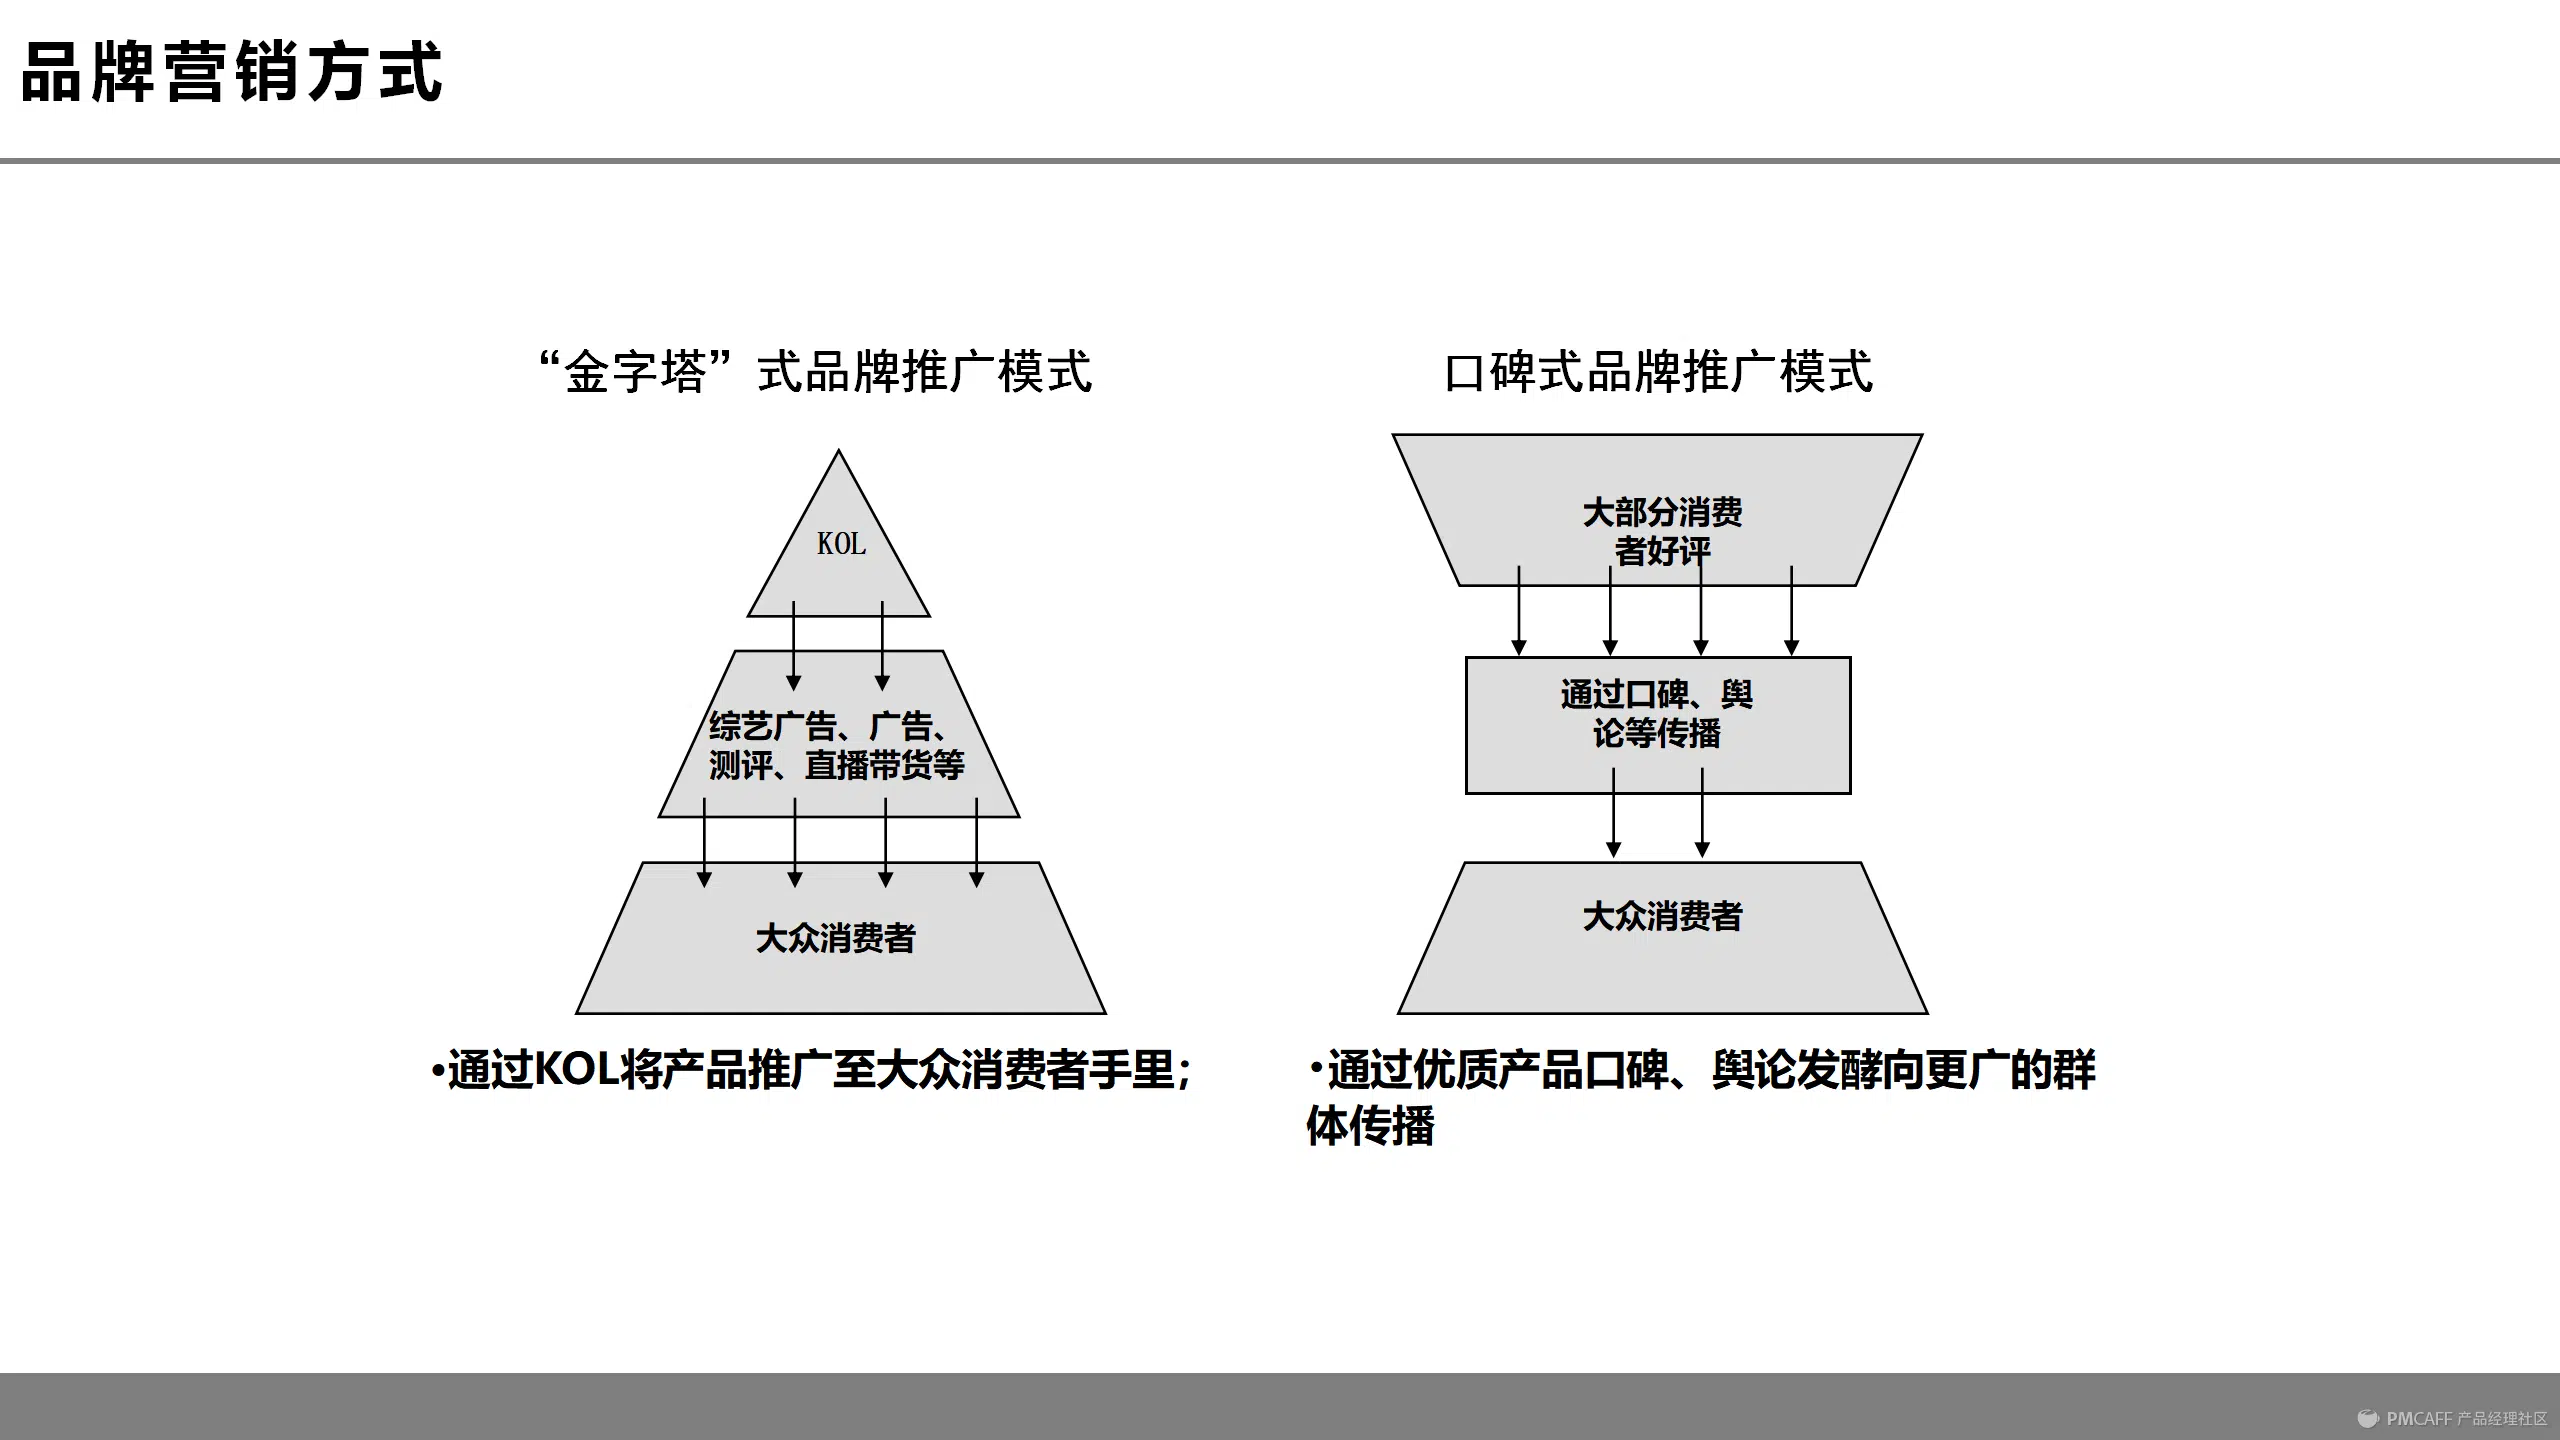 品牌营销方式
“金字塔”式品牌推广模式
KOL
综艺广告、广告、
测评、直播带货等
大众消费者
•通过KOL将产品推广至大众消费者手里；
口碑式品牌推广模式
大部分消费
者好评
通过口碑、舆
论等传播
大众消费者
•通过优质产品口碑、舆论发酵向更广的群
体传播
PMCAFF 产品经理社区